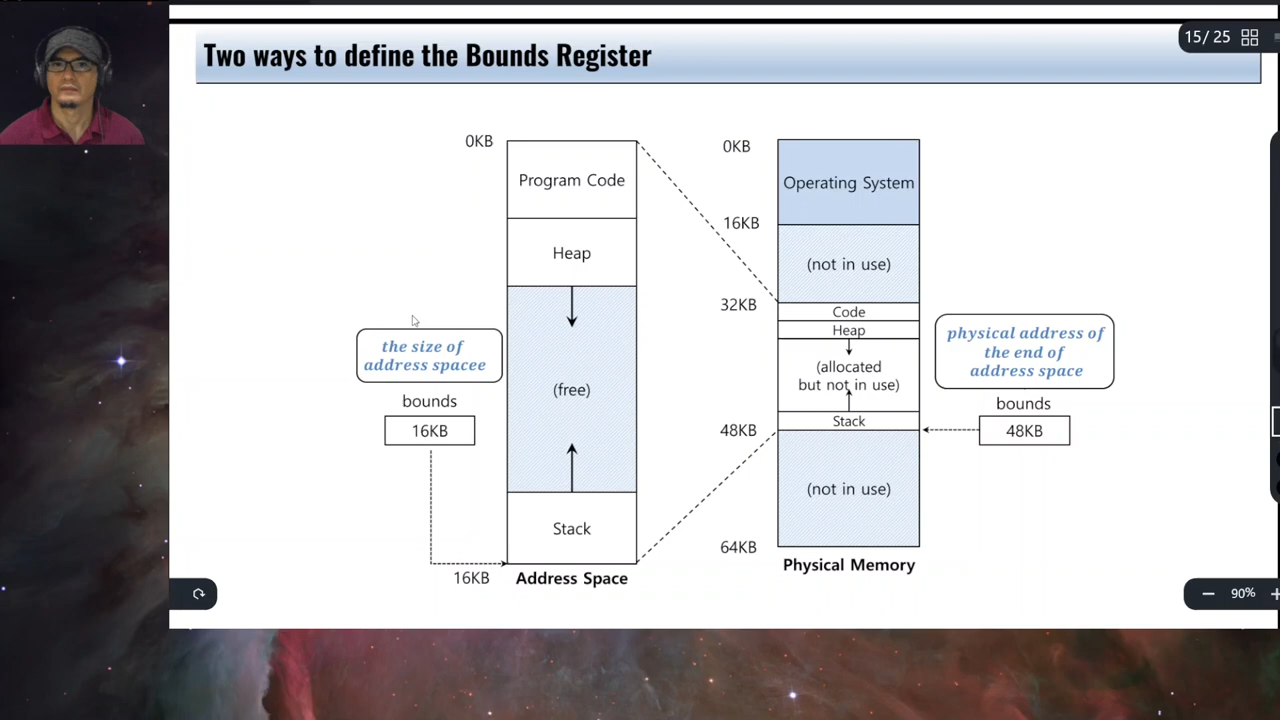 Two ways to define the Bounds Register
15/ 25
0KB
Program Code
Heap
(free)
Stack
16KB
Address Space
the size of
address spacee
bounds
16KB
0KB
Operating System
16KB
(not in use)
32KB
Code
Heap
(allocated
but not in use)
Stack
48KB
(not in use)
64KB
Physical Memory
physical address of
the end of
address space
bounds
48KB
90%